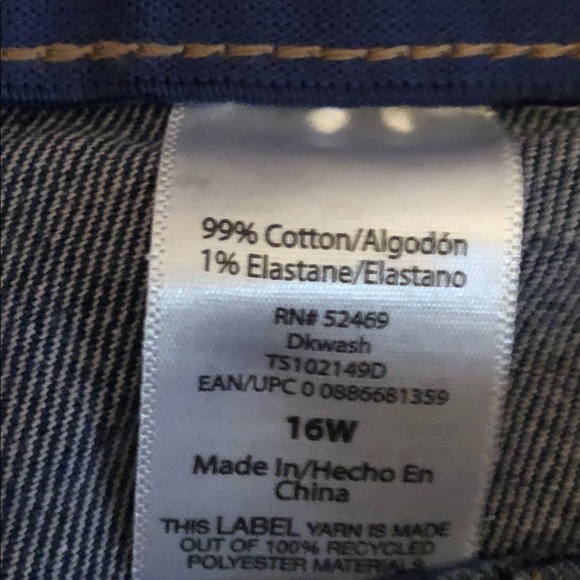 99% Cotton/Algodón
1% Elastane/Elastano
RN# 52469
Dkwash
TS102149D
EAN/UPC 0 0886681359
16W
Made In/Hecho En
China
THIS LABEL YARN IS MADE
OUT OF 100% RECYCLED
POLYESTER MATERIALS